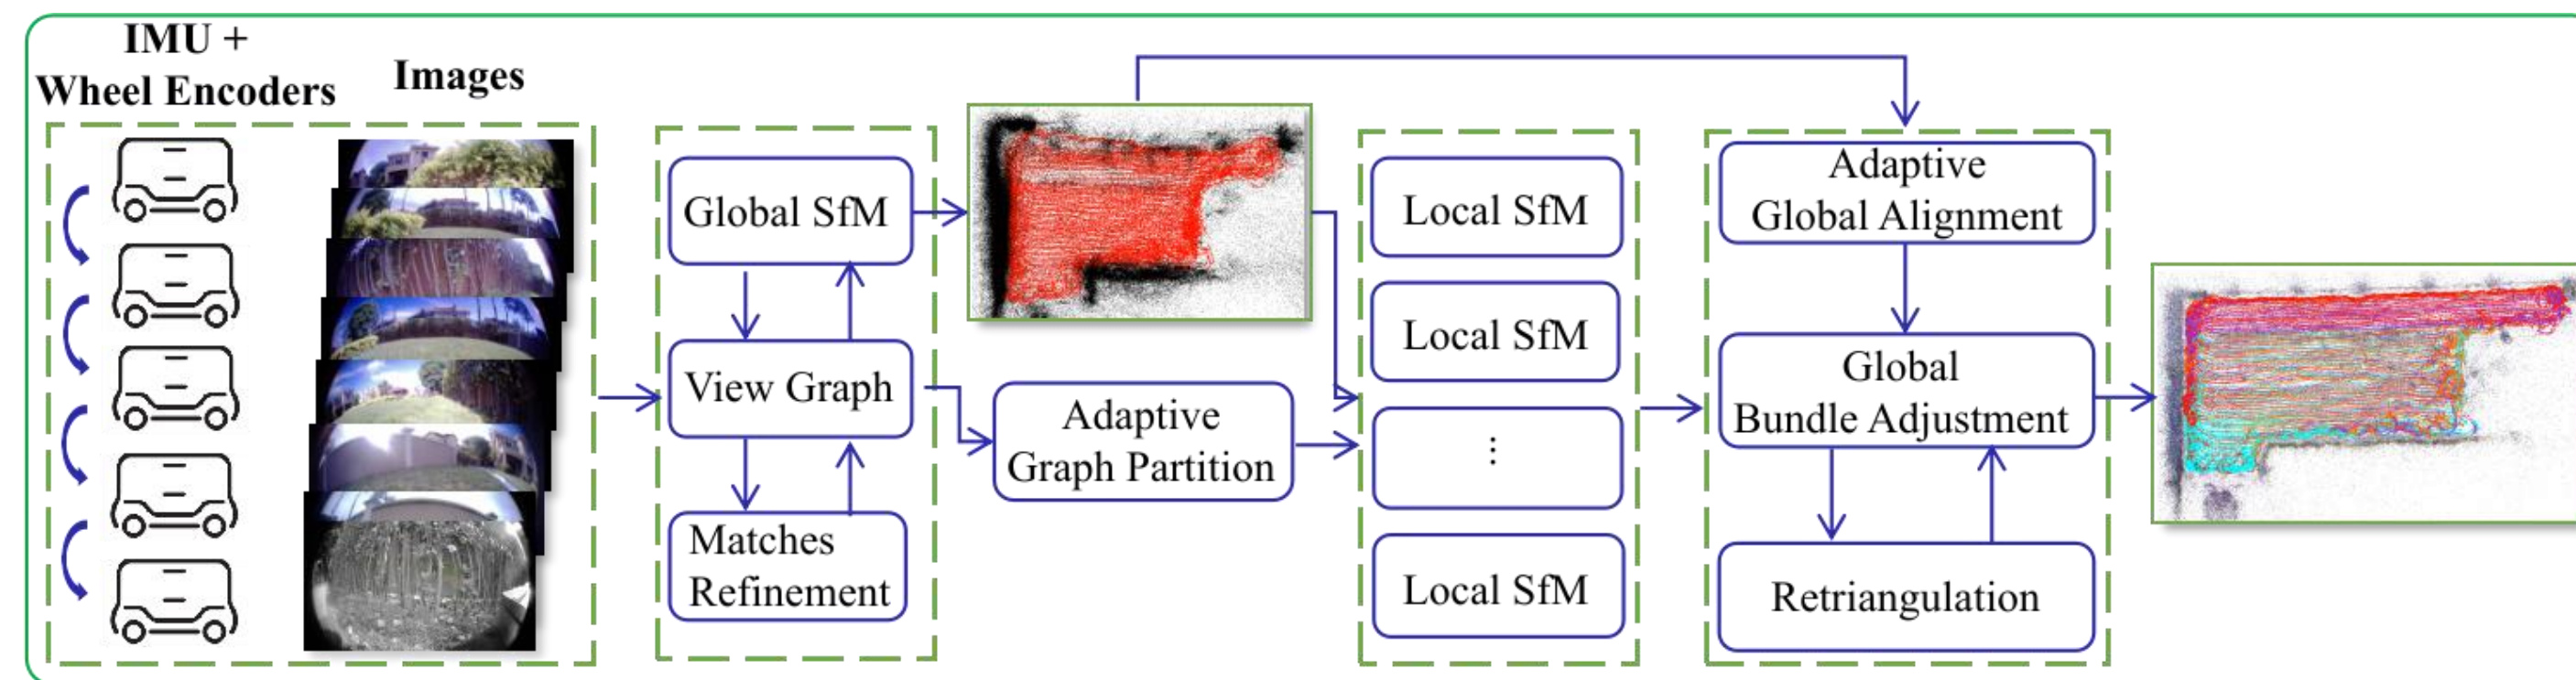 IMU +
Wheel Encoders
Images
Global SfM
View Graph
Matches
Refinement
Adaptive
Graph Partition
Local SfM
Local SfM
⋮
Local SfM
Adaptive
Global Alignment
Global
Bundle Adjustment
Retriangulation